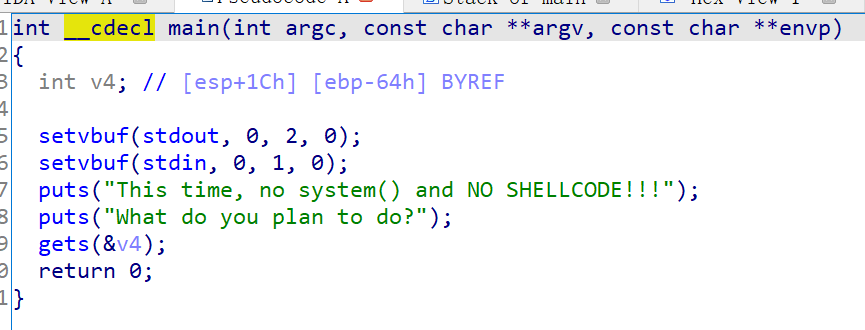 IDA View-A Pseudocode-A Stack of main Hex View-1
1 int __cdecl main(int argc, const char **argv, const char **envp)
2 {
3 int v4; // [esp+1Ch] [ebp-64h] BYREF
4
5 setvbuf(stdout, 0, 2, 0);
6 setvbuf(stdin, 0, 1, 0);
7 puts("This time, no system() and NO SHELLCODE!!!");
8 puts("What do you plan to do?");
9 gets(&v4);
0 return 0;
1 }